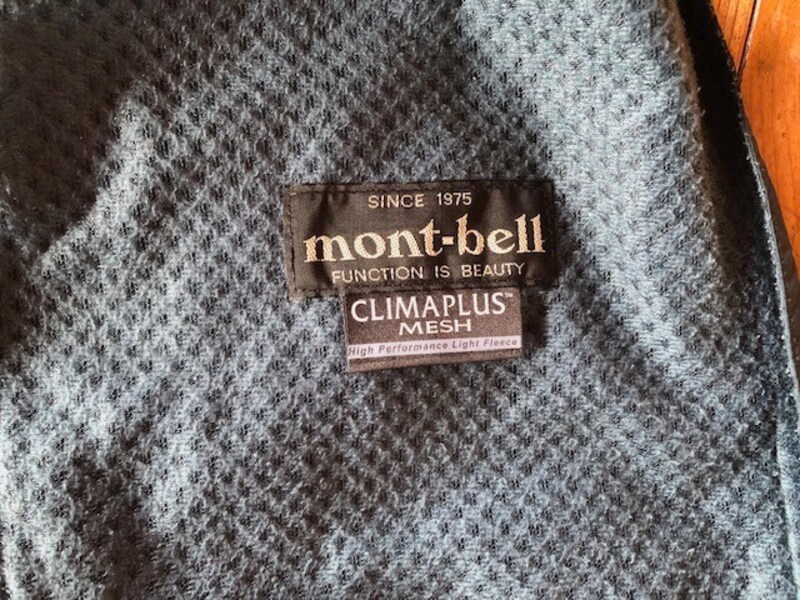 SINCE 1975
mont-bell
FUNCTION IS BEAUTY
CLIMAPLUS™
MESH
High Performance Light Fleece